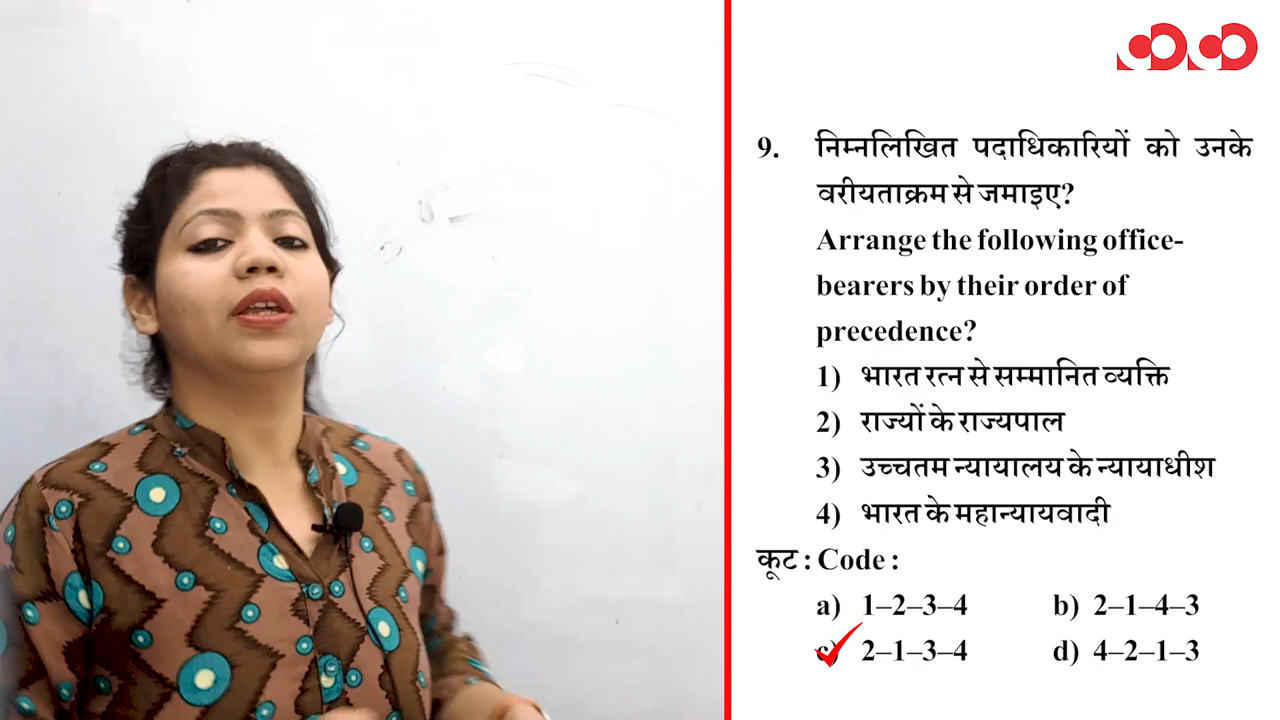 9. निम्नलिखित पदाधिकारियों को उनके
वरीयताक्रम से जमाइए?
Arrange the following office-
bearers by their order of
precedence?
1) भारत रत्न से सम्मानित व्यक्ति
2) राज्यों के राज्यपाल
3) उच्चतम न्यायालय के न्यायाधीश
4) भारत के महान्यायवादी
कूट : Code :
a) 1–2–3–4 b) 2–1–4–3
c) 2–1–3–4 d) 4–2–1–3